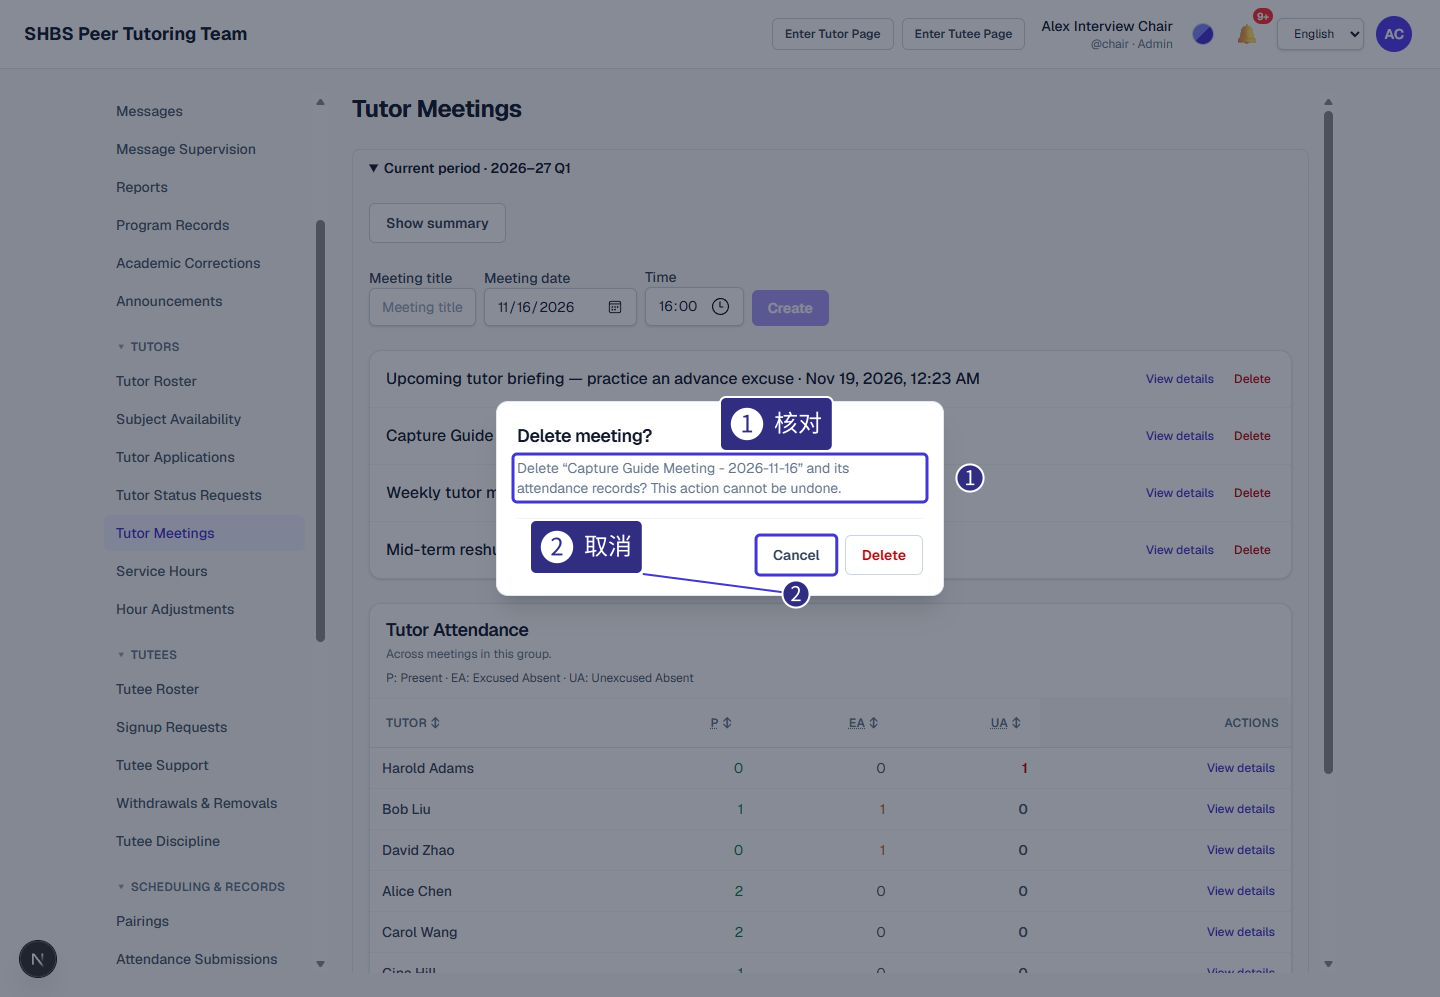 SHBS Peer Tutoring Team
Enter Tutor Page
Enter Tutee Page
Alex Interview Chair
@chair · Admin
9+
English
AC
Messages
Message Supervision
Reports
Program Records
Academic Corrections
Announcements
TUTORS
Tutor Roster
Subject Availability
Tutor Applications
Tutor Status Requests
Tutor Meetings
Service Hours
Hour Adjustments
TUTEES
Tutee Roster
Signup Requests
Tutee Support
Withdrawals & Removals
Tutee Discipline
SCHEDULING & RECORDS
Pairings
Attendance Submissions
N
Tutor Meetings
Current period · 2026–27 Q1
Show summary
Meeting title Meeting date Time
Meeting title 11/16/2026 16:00 Create
Upcoming tutor briefing — practice an advance excuse · Nov 19, 2026, 12:23 AM View details Delete
Capture Guide View details Delete
Weekly tutor View details Delete
Mid-term View details Delete
1 核对
Delete meeting?
Delete “Capture Guide Meeting - 2026-11-16” and its
attendance records? This action cannot be undone.
1
2 取消
Cancel Delete
2
Tutor Attendance
Across meetings in this group.
P: Present · EA: Excused Absent · UA: Unexcused Absent
TUTOR P EA UA ACTIONS
Harold Adams 0 0 1 View details
Bob Liu 1 1 0 View details
David Zhao 0 1 0 View details
Alice Chen 2 0 0 View details
Carol Wang 2 0 0 View details